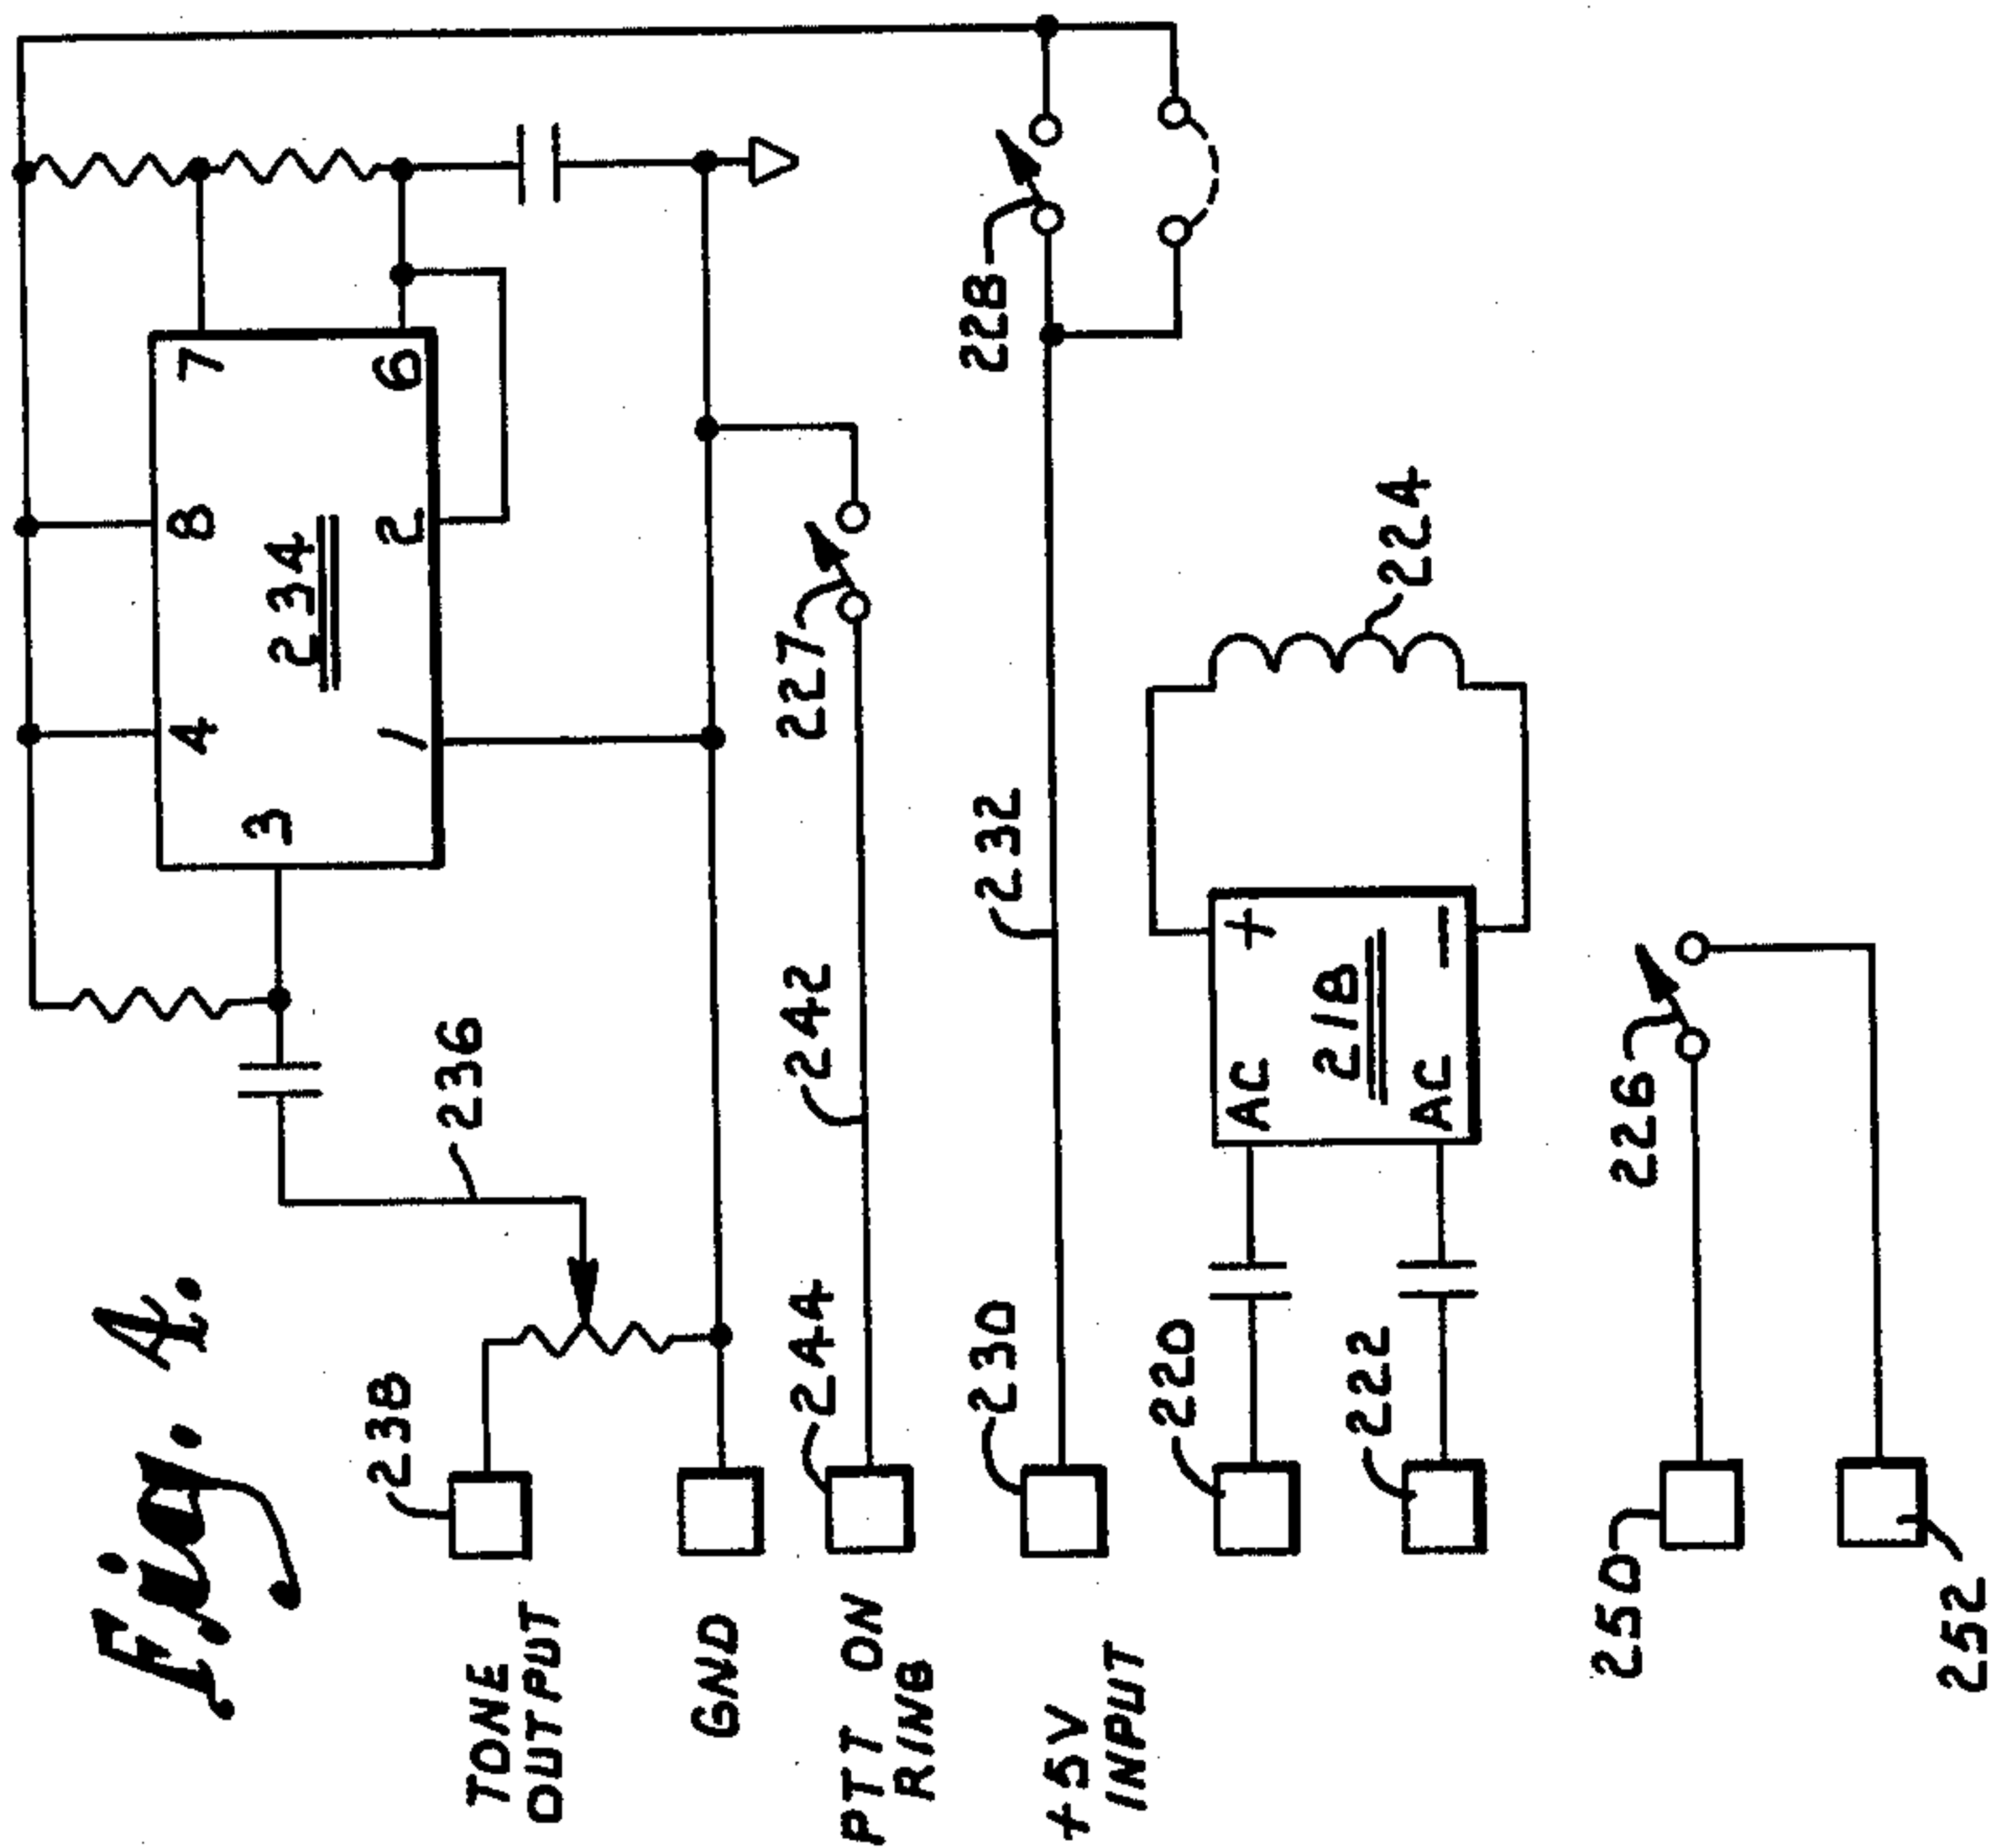 Fig. 4.
238
TONE
OUTPUT
236
3
4
8
7
234
1
2
6
GND
PTT ON
RING
244
242
227
+5V
INPUT
230
232
228
220
222
AC
AC
218
+
−
224
226
250
252